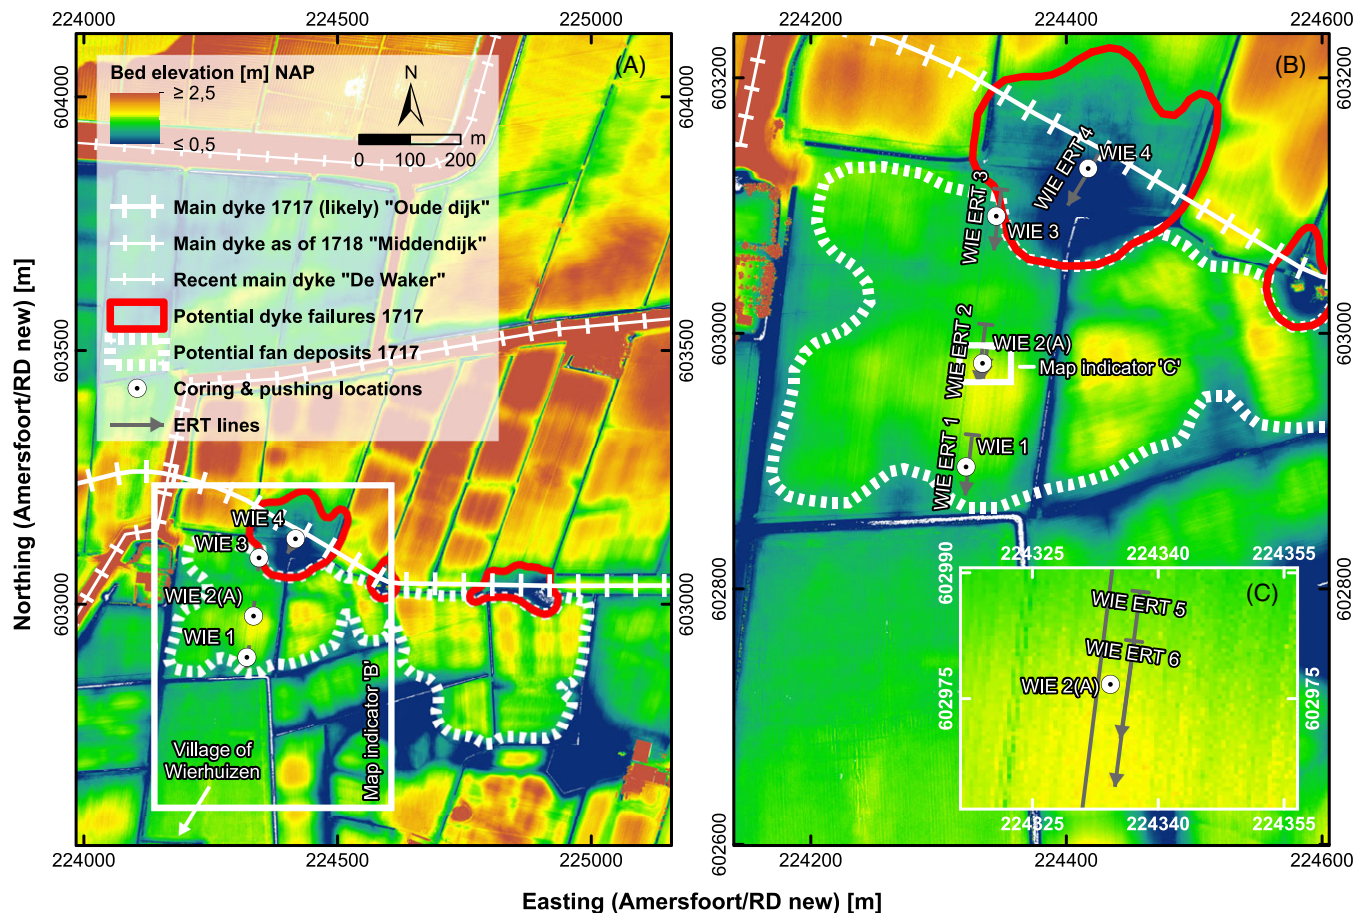 224000 224500 225000
224200 224400 224600
(A)
Bed elevation [m] NAP
≥ 2,5
≤ 0,5
N
m
0 100 200
Main dyke 1717 (likely) "Oude dijk"
Main dyke as of 1718 "Middendijk"
Recent main dyke "De Waker"
Potential dyke failures 1717
Potential fan deposits 1717
Coring & pushing locations
ERT lines
604000
603500
603000
604000
603500
603000
Northing (Amersfoort/RD new) [m]
WIE 4
WIE 3
WIE 2(A)
WIE 1
Map indicator 'B'
Village of
Wierhuizen
224000 224500 225000
(B)
603200
603000
602800
602600
603200
603000
602800
602600
WIE ERT 4
WIE 4
WIE ERT 3
WIE 3
WIE ERT 2
WIE 2(A)
Map indicator 'C'
WIE ERT 1
WIE 1
224325 224340 224355
(C)
602990
602975
602990
602975
WIE ERT 5
WIE ERT 6
WIE 2(A)
224325 224340 224355
224200 224400 224600
Easting (Amersfoort/RD new) [m]